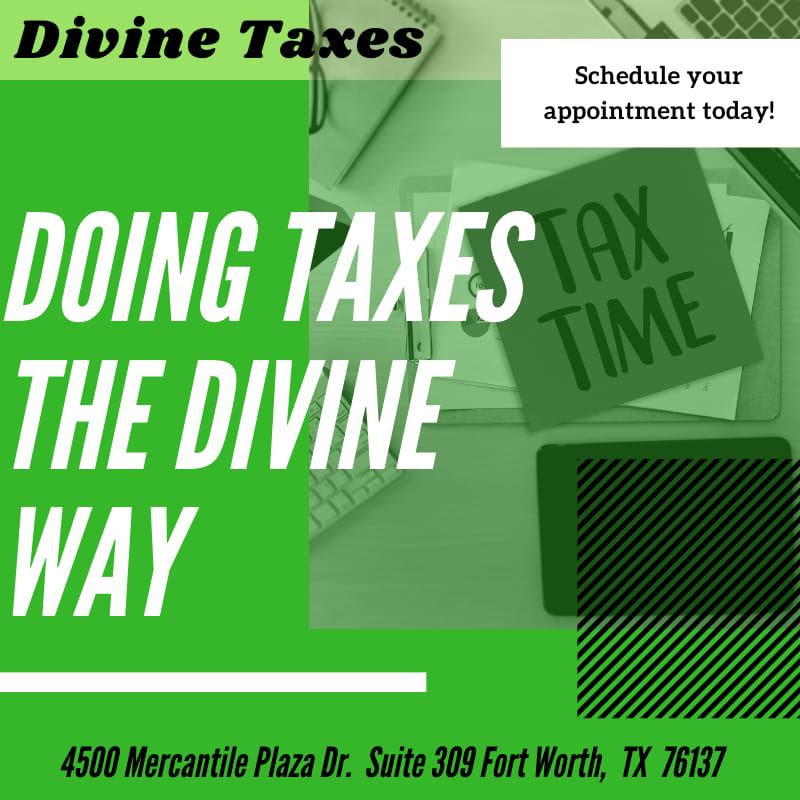 Divine Taxes
Schedule your
appointment today!
DOING TAXES
THE DIVINE
WAY
TAX
TIME
4500 Mercantile Plaza Dr. Suite 309 Fort Worth, TX 76137